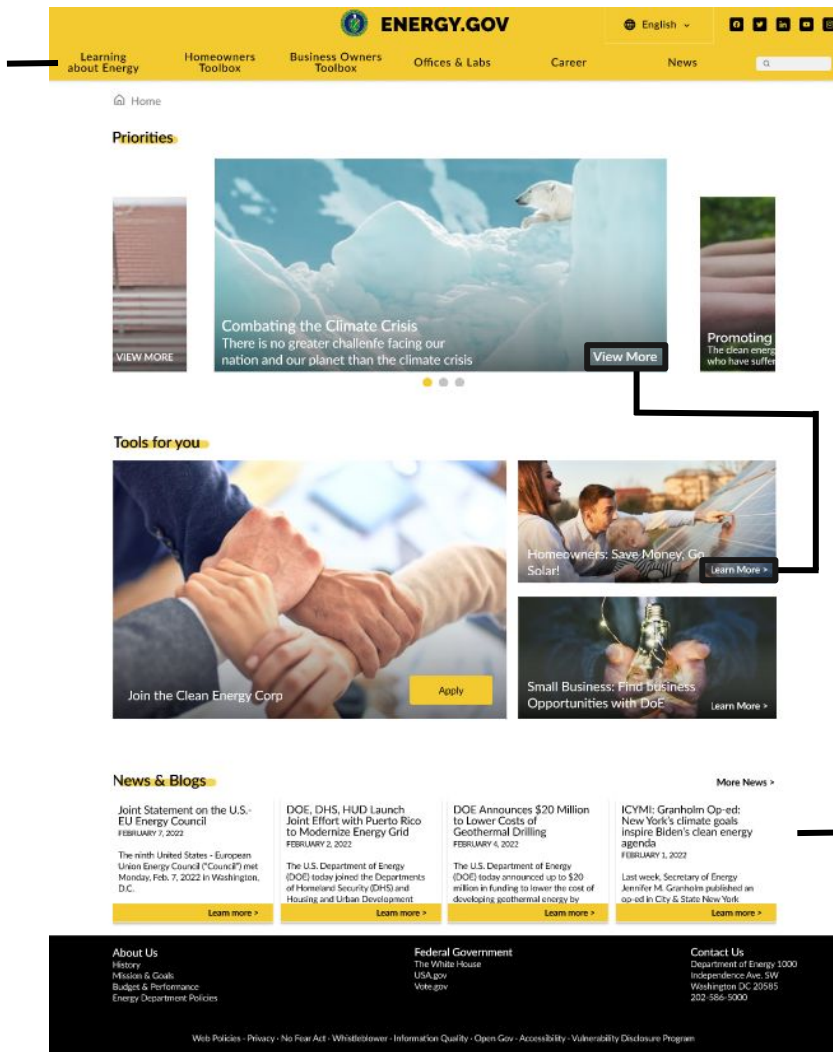 ENERGY.GOV
English
Learning
about Energy
Homeowners
Toolbox
Business Owners
Toolbox
Offices & Labs
Career
News
Home
Priorities
VIEW MORE
Combating the Climate Crisis
There is no greater challenfe facing our
nation and our planet than the climate crisis
View More
Promoting
The clean energ
who have suffer
Tools for you
Join the Clean Energy Corp
Apply
Homeowners: Save Money, Go
Solar!
Learn More >
Small Business: Find business
Opportunities with DoE
Learn More >
News & Blogs
More News >
Joint Statement on the U.S.-
EU Energy Council
FEBRUARY 7, 2022
The ninth United States - European
Union Energy Council ("Council") met
Monday, Feb. 7, 2022 in Washington,
D.C.
Learn more >
DOE, DHS, HUD Launch
Joint Effort with Puerto Rico
to Modernize Energy Grid
FEBRUARY 2, 2022
The U.S. Department of Energy
(DOE) today joined the Departments
of Homeland Security (DHS) and
Housing and Urban Development
Learn more >
DOE Announces $20 Million
to Lower Costs of
Geothermal Drilling
FEBRUARY 4, 2022
The U.S. Department of Energy
(DOE) today announced up to $20
million in funding to lower the cost of
developing geothermal energy by
Learn more >
ICYMI: Granholm Op-ed:
New York's climate goals
inspire Biden's clean energy
agenda
FEBRUARY 1, 2022
Last week, Secretary of Energy
Jennifer M. Granholm published an
op-ed in City & State New York
Learn more >
About Us
History
Mission & Goals
Budget & Performance
Energy Department Policies
Federal Government
The White House
USA.gov
Vote.gov
Contact Us
Department of Energy 1000
Independence Ave. SW
Washington DC 20585
202-586-5000
Web Policies - Privacy - No Fear Act - Whistleblower - Information Quality - Open Gov - Accessibility - Vulnerability Disclosure Program